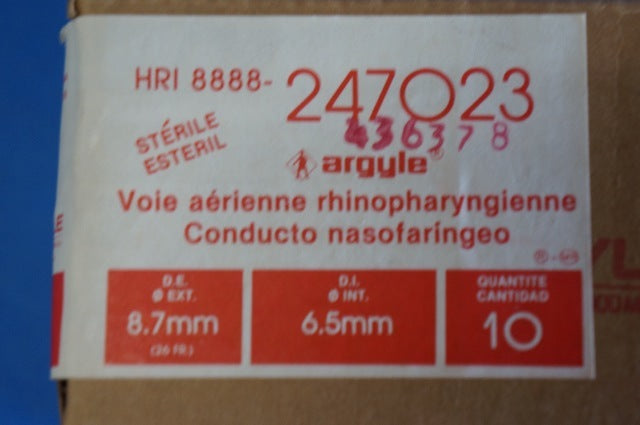 HRI 8888-247023
436378
STÉRILE
ESTERIL
argyle®
Voie aérienne rhinopharyngienne
Conducto nasofaríngeo
D.E.
Ø EXT.
8.7mm
(26 FR.)
D.I.
Ø INT.
6.5mm
QUANTITE
CANTIDAD
10